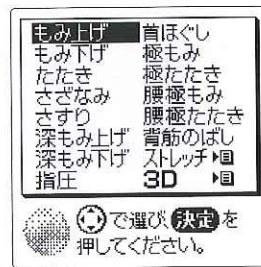 もみ上げ 首ほぐし
もみ下げ 極もみ
たたき 極たたき
さざなみ 腰極もみ
さすり 腰極たたき
深もみ上げ 背筋のばし
深もみ下げ ストレッチ
指圧 3D
で選び、決定を
押してください。